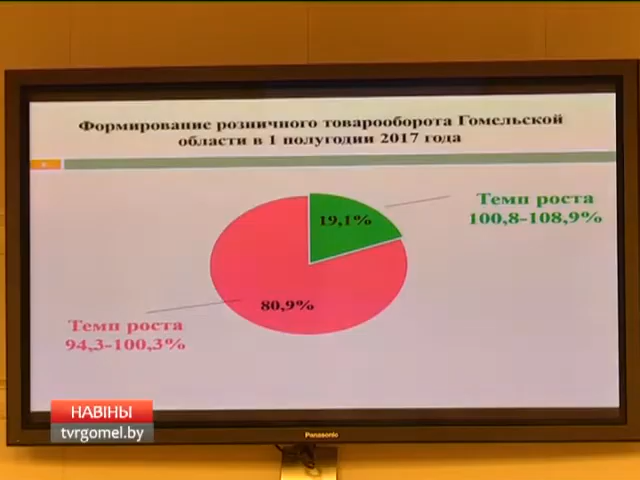 Формирование розничного товарооборота Гомельской
области в 1 полугодии 2017 года
19,1%
Темп роста
100,8-108,9%
80,9%
Темп роста
94,3-100,3%
НАВІНЫ
tvrgomel.by
Panasonic